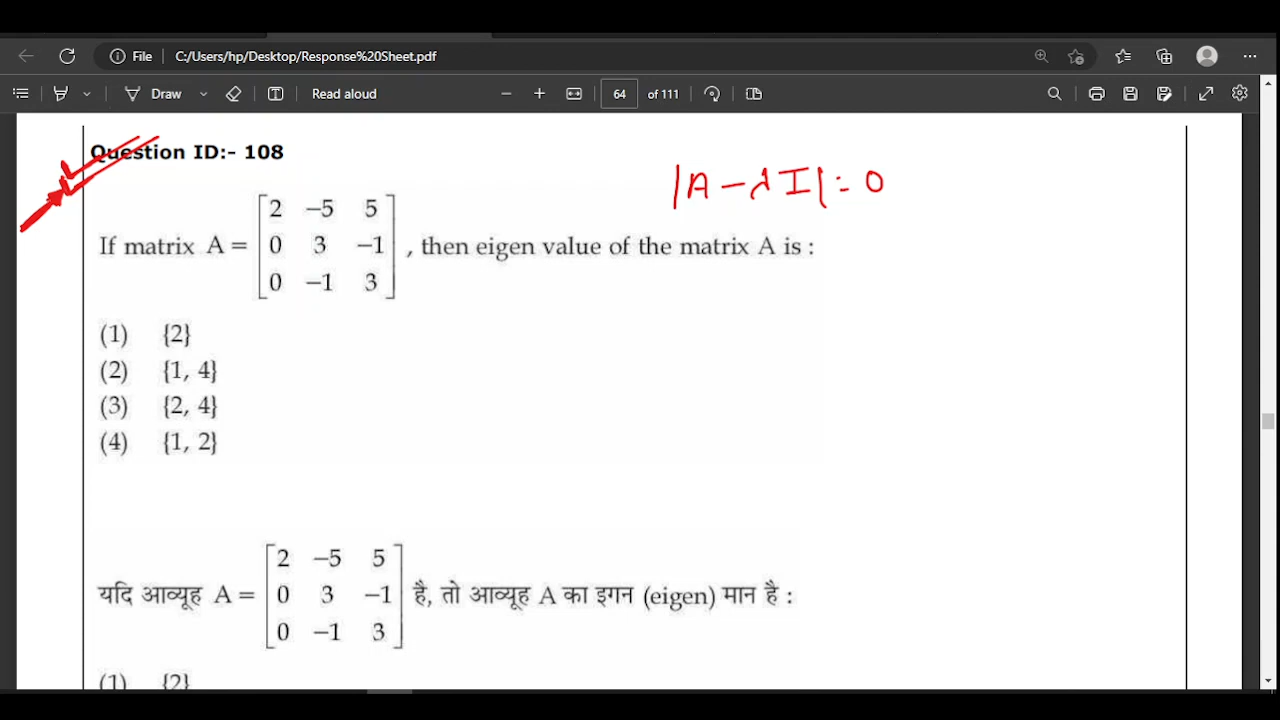 File C:/Users/hp/Desktop/Response%20Sheet.pdf
Draw Read aloud 64 of 111
Question ID:- 108
|A - λI| = 0
If matrix A = [2 −5 5
0 3 −1
0 −1 3], then eigen value of the matrix A is :
(1) {2}
(2) {1, 4}
(3) {2, 4}
(4) {1, 2}
यदि आव्यूह A = [2 −5 5
0 3 −1
0 −1 3] है, तो आव्यूह A का इगन (eigen) मान है :
(1) {2}